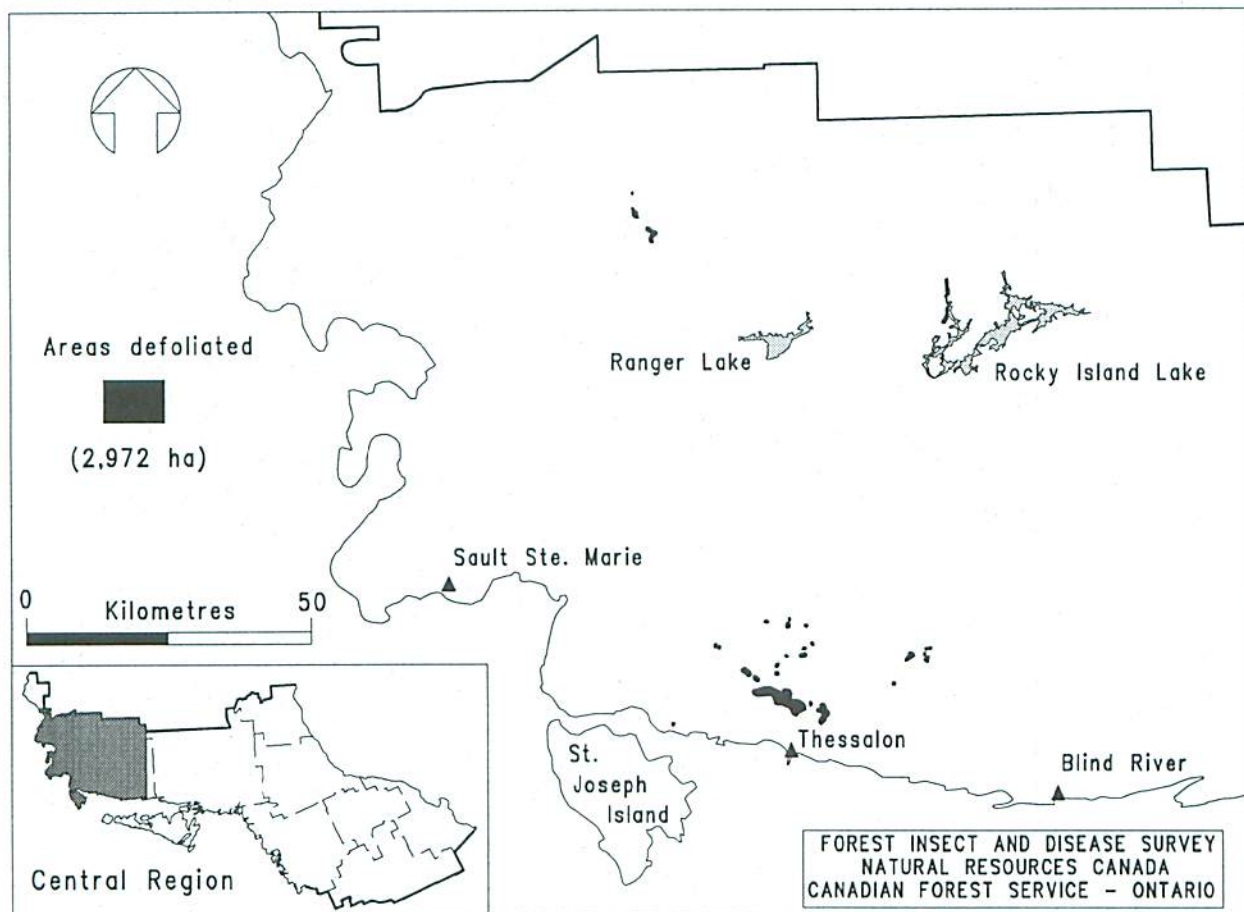 Areas defoliated
(2,972 ha)
Ranger Lake
Rocky Island Lake
Sault Ste. Marie
0 Kilometres 50
Thessalon
Blind River
St.
Joseph
Island
Central Region
FOREST INSECT AND DISEASE SURVEY
NATURAL RESOURCES CANADA
CANADIAN FOREST SERVICE - ONTARIO